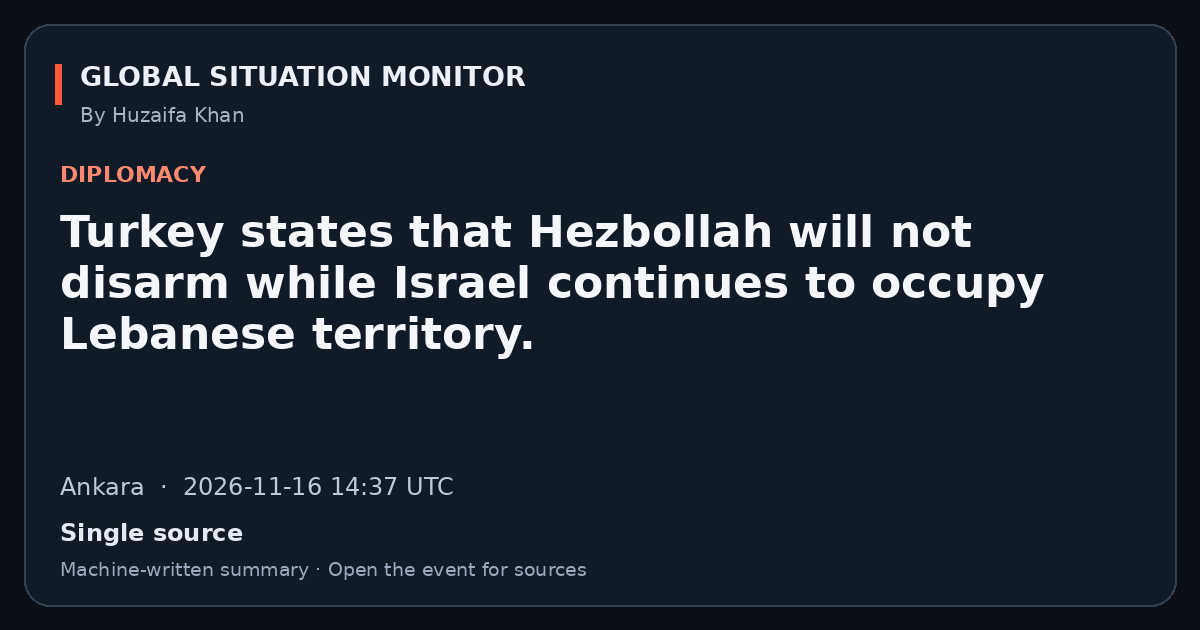 GLOBAL SITUATION MONITOR
By Huzaifa Khan
DIPLOMACY
Turkey states that Hezbollah will not
disarm while Israel continues to occupy
Lebanese territory.
Ankara · 2026-11-16 14:37 UTC
Single source
Machine-written summary · Open the event for sources